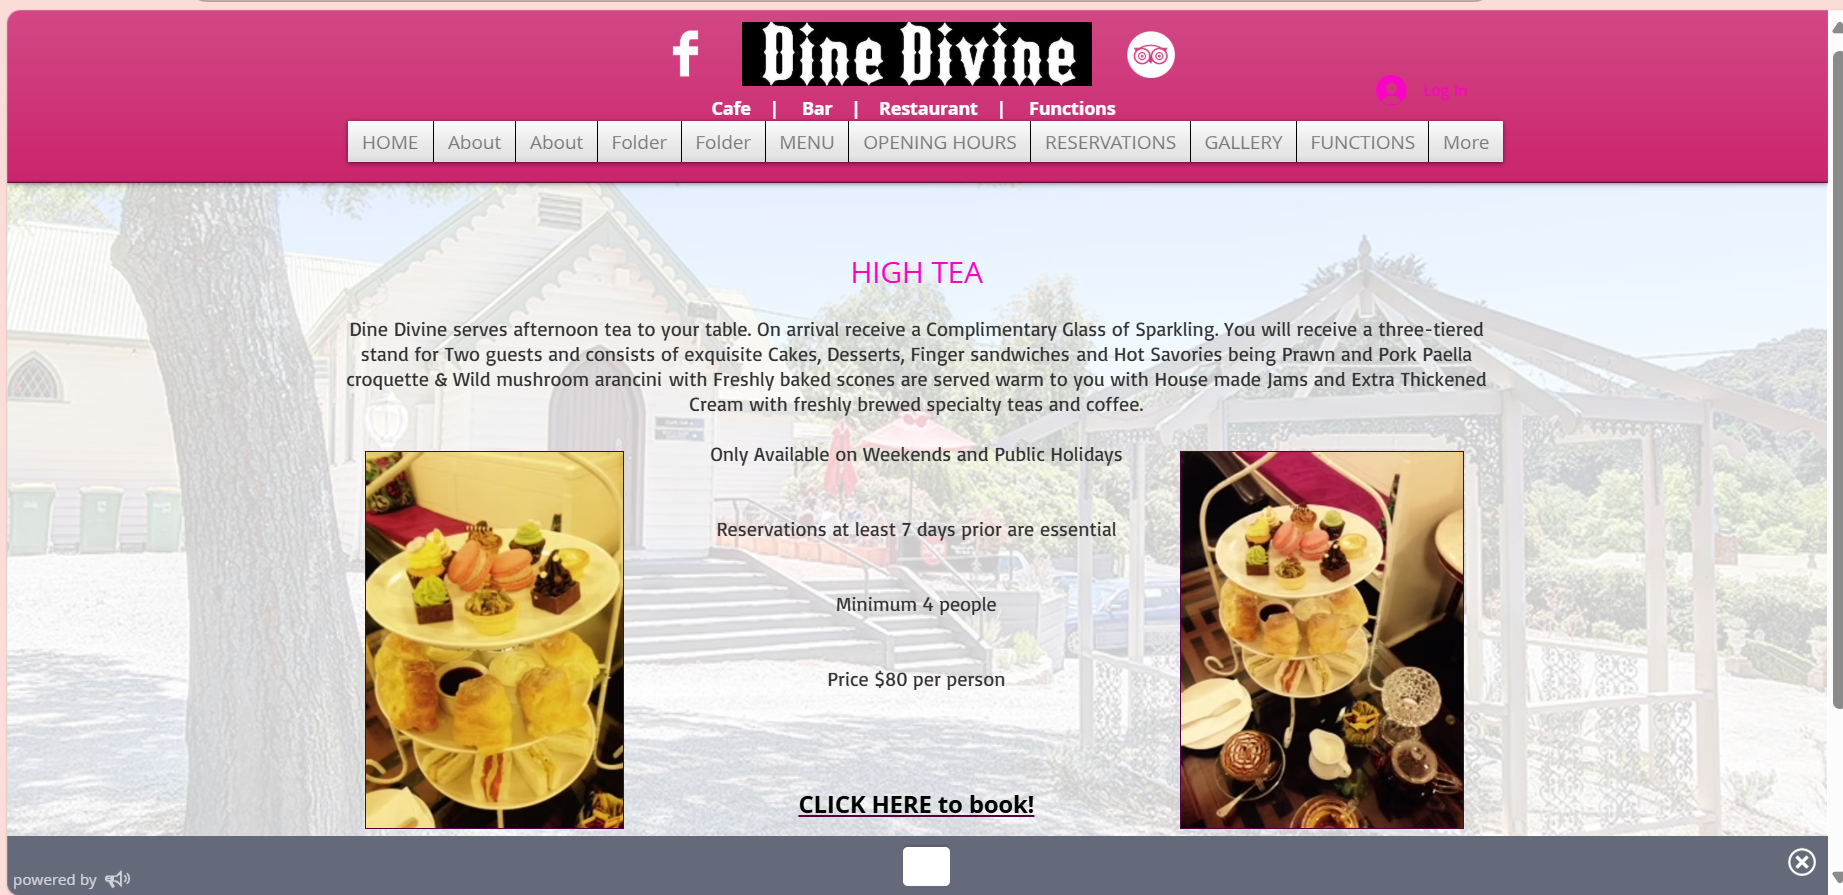 Dine Divine
Cafe | Bar | Restaurant | Functions
Log In
HOME About About Folder Folder MENU OPENING HOURS RESERVATIONS GALLERY FUNCTIONS More
HIGH TEA
Dine Divine serves afternoon tea to your table. On arrival receive a Complimentary Glass of Sparkling. You will receive a three-tiered
stand for Two guests and consists of exquisite Cakes, Desserts, Finger sandwiches and Hot Savories being Prawn and Pork Paella
croquette & Wild mushroom arancini with Freshly baked scones are served warm to you with House made Jams and Extra Thickened
Cream with freshly brewed specialty teas and coffee.
Only Available on Weekends and Public Holidays
Reservations at least 7 days prior are essential
Minimum 4 people
Price $80 per person
CLICK HERE to book!
powered by